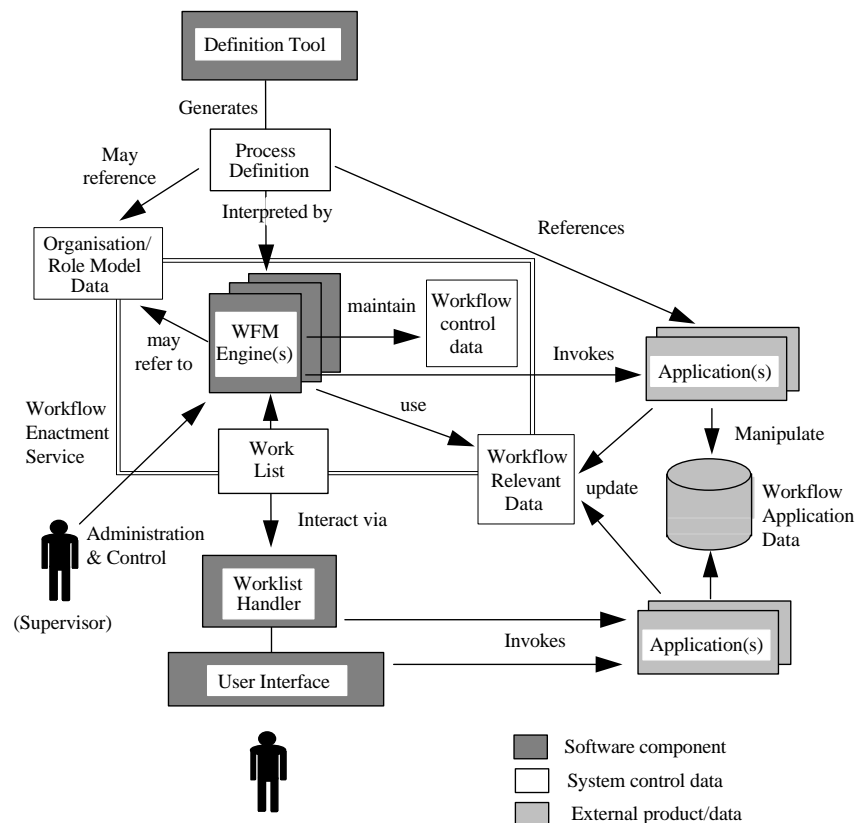 Definition Tool
Generates
May
reference
Process
Definition
Interpreted by
References
Organisation/
Role Model
Data
WFM
Engine(s)
maintain
Workflow
control
data
may
refer to
Invokes
Application(s)
Workflow
Enactment
Service
use
Work
List
Workflow
Relevant
Data
Manipulate
update
Workflow
Application
Data
Administration
& Control
Interact via
(Supervisor)
Worklist
Handler
Invokes
Application(s)
User Interface
Software component
System control data
External product/data